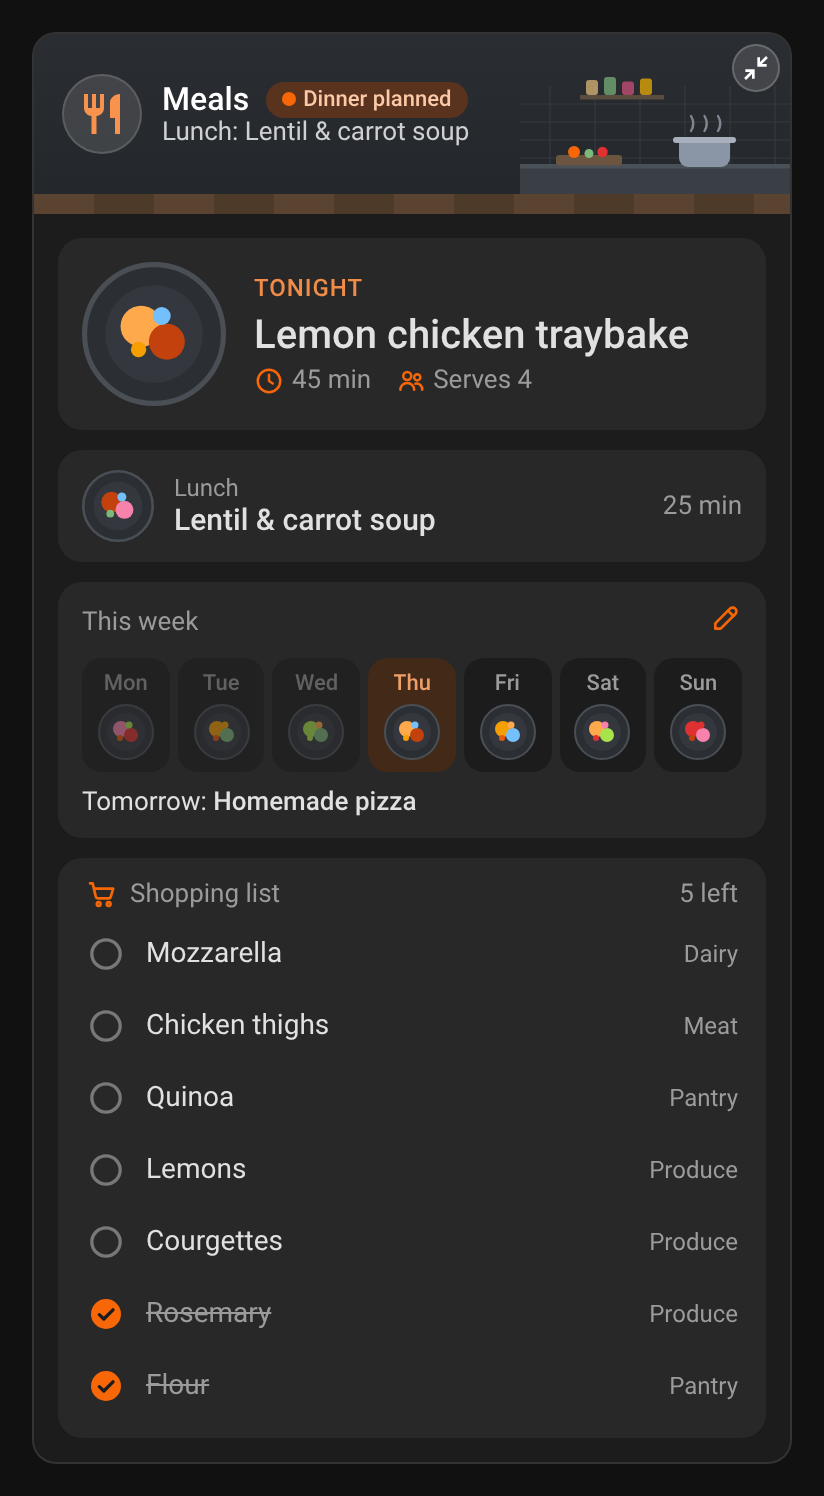 Meals
Dinner planned
Lunch: Lentil & carrot soup
TONIGHT
Lemon chicken traybake
45 min
Serves 4
Lunch
Lentil & carrot soup
25 min
This week
Mon Tue Wed Thu Fri Sat Sun
Tomorrow: Homemade pizza
Shopping list
5 left
Mozzarella Dairy
Chicken thighs Meat
Quinoa Pantry
Lemons Produce
Courgettes Produce
Rosemary Produce
Flour Pantry